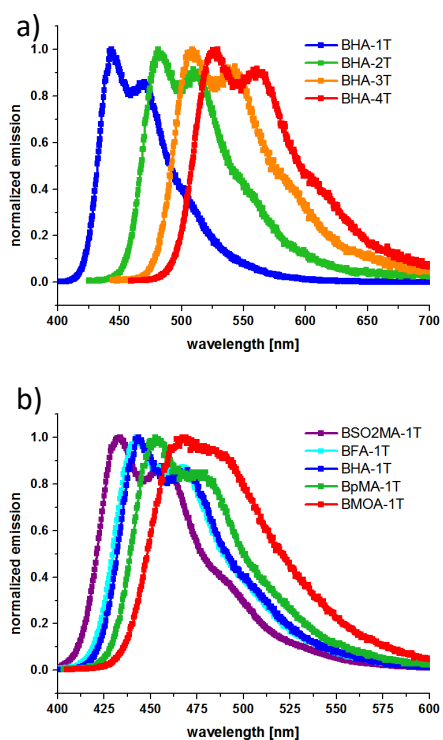 a)
BHA-1T
BHA-2T
BHA-3T
BHA-4T
normalized emission
1.0
0.8
0.6
0.4
0.2
0.0
400 450 500 550 600 650 700
wavelength [nm]
b)
BSO2MA-1T
BFA-1T
BHA-1T
BpMA-1T
BMOA-1T
normalized emission
1.0
0.8
0.6
0.4
0.2
0.0
400 425 450 475 500 525 550 575 600
wavelength [nm]